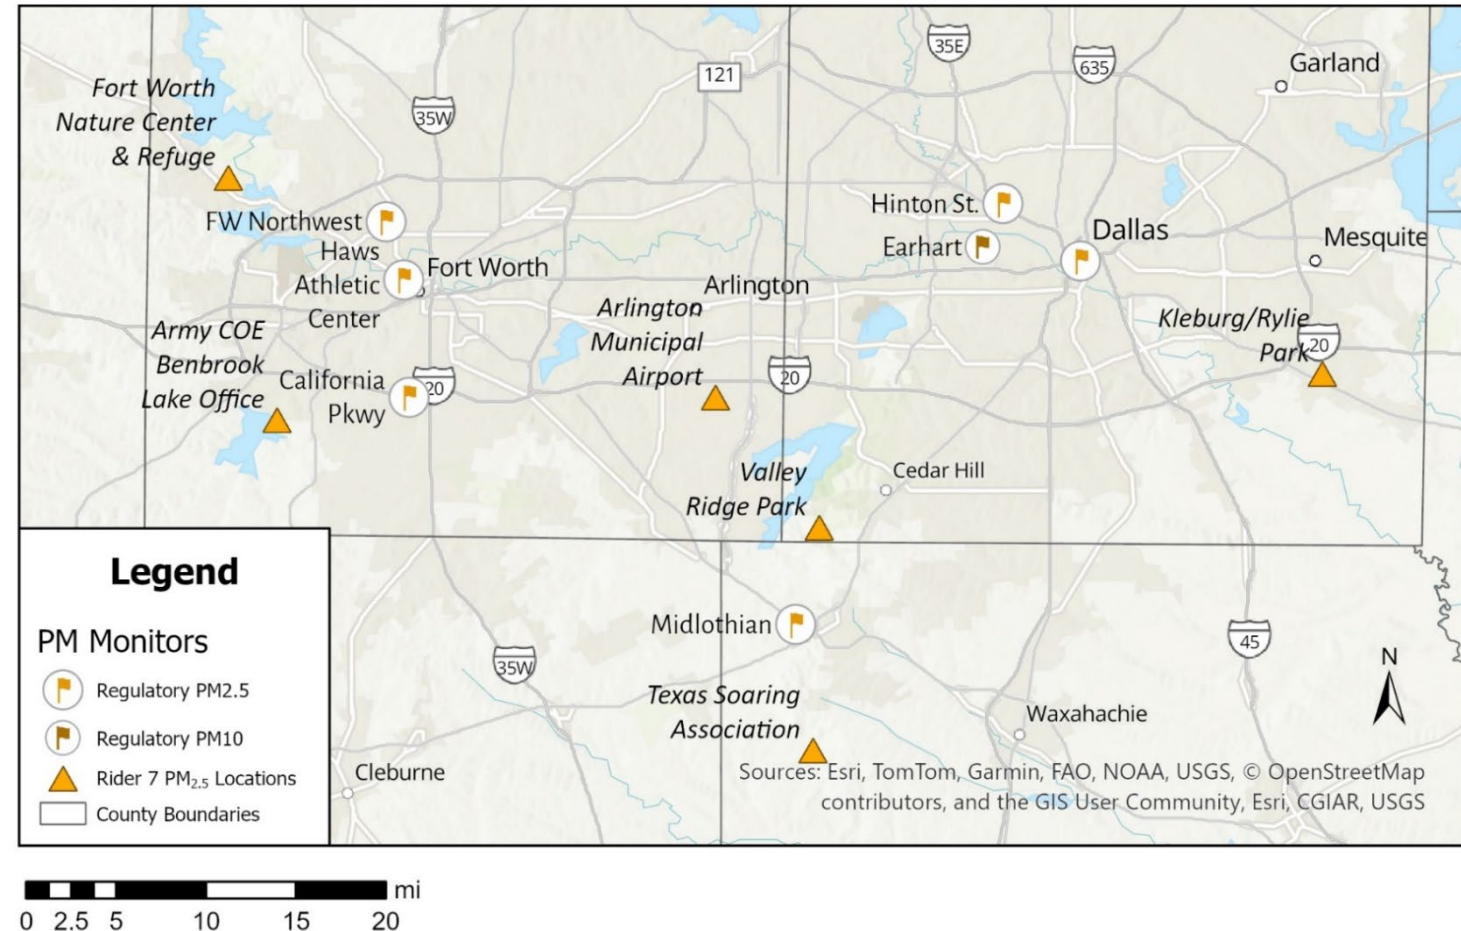 35E
635
Garland
121
35W
Fort Worth
Nature Center
& Refuge
FW Northwest
Hinton St.
Dallas
Earhart
Mesquite
Haws
Athletic
Center
Fort Worth
Arlington
Arlington
Municipal
Airport
Army COE
Benbrook
Lake Office
Kleburg/Rylie
Park
20
California
Pkwy
20
20
Valley
Ridge Park
Cedar Hill
Midlothian
35W
45
N
Texas Soaring
Association
Waxahachie
Cleburne
Legend
PM Monitors
Regulatory PM2.5
Regulatory PM10
Rider 7 PM2.5 Locations
County Boundaries
Sources: Esri, TomTom, Garmin, FAO, NOAA, USGS, © OpenStreetMap
contributors, and the GIS User Community, Esri, CGIAR, USGS
mi
0 2.5 5 10 15 20